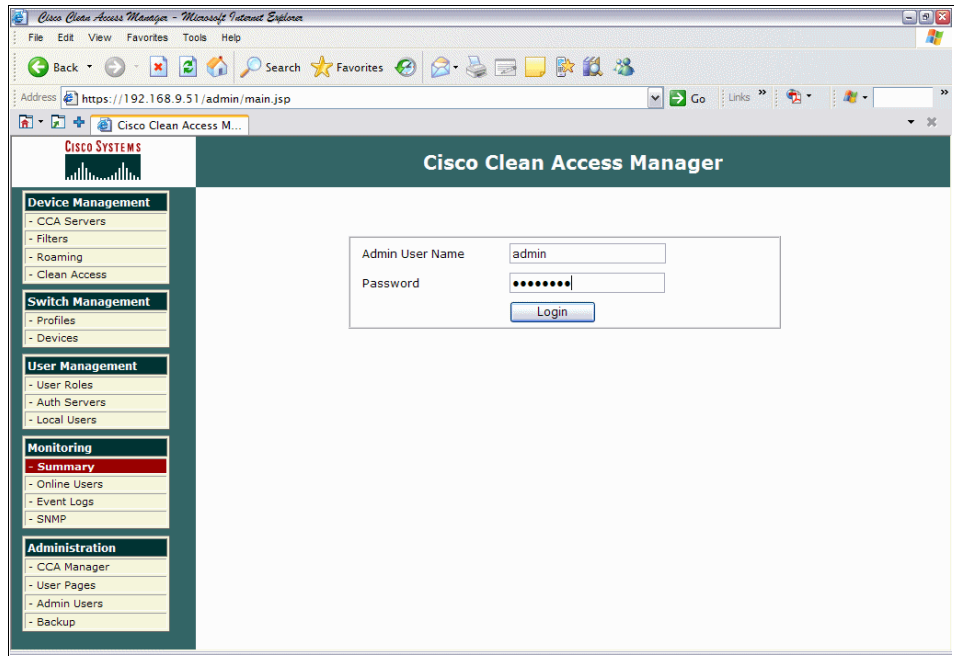 Cisco Clean Access Manager - Microsoft Internet Explorer
File Edit View Favorites Tools Help
Back Search Favorites
Address https://192.168.9.51/admin/main.jsp Go Links »
Cisco Clean Access M...
CISCO SYSTEMS
Cisco Clean Access Manager
Device Management
- CCA Servers
- Filters
- Roaming
- Clean Access
Switch Management
- Profiles
- Devices
User Management
- User Roles
- Auth Servers
- Local Users
Monitoring
- Summary
- Online Users
- Event Logs
- SNMP
Administration
- CCA Manager
- User Pages
- Admin Users
- Backup
Admin User Name admin
Password ••••••••
Login